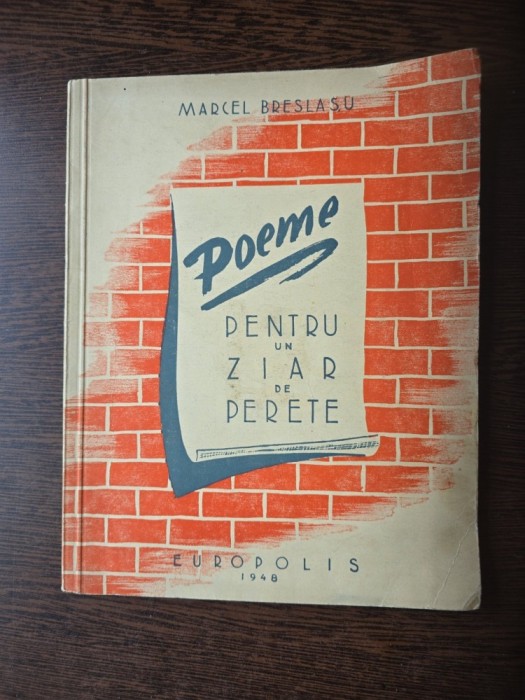 MARCEL BRESLAȘU
Poeme
PENTRU
UN
ZIAR
DE
PERETE
EUROPOLIS
1948